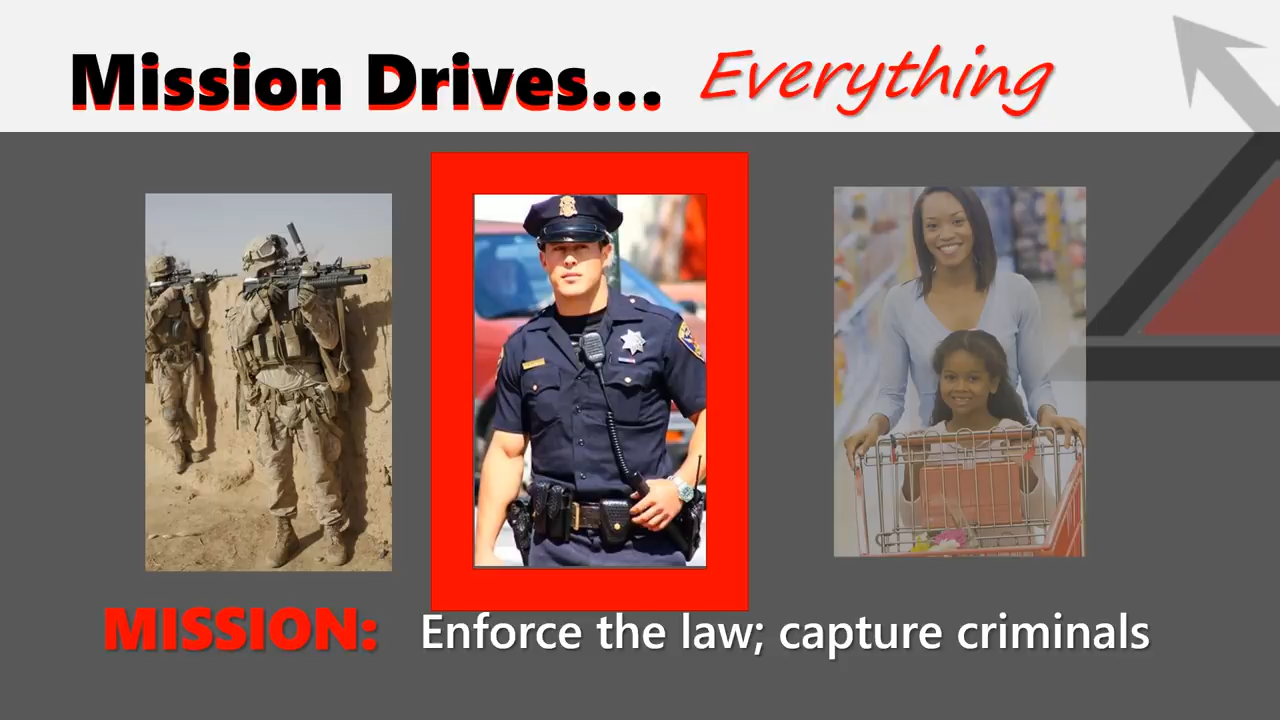 Mission Drives... Everything
MISSION: Enforce the law; capture criminals